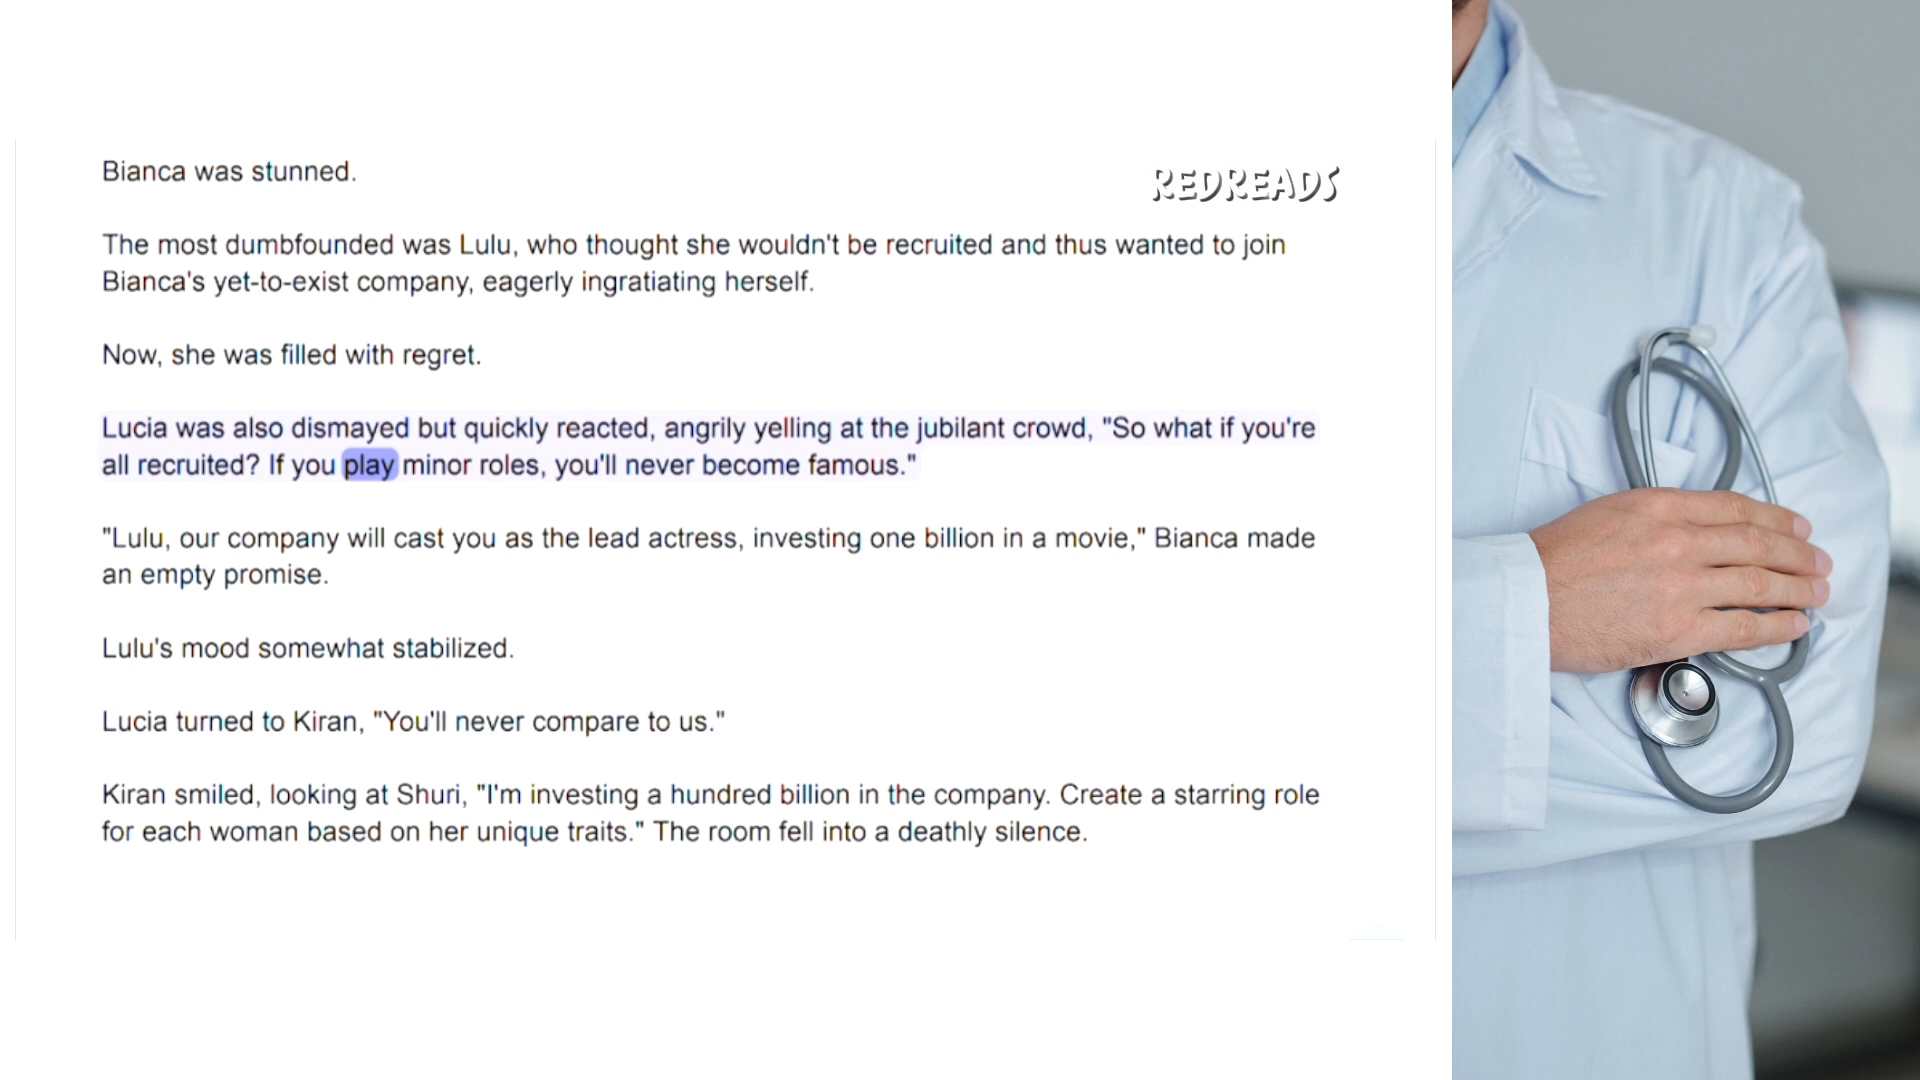 Bianca was stunned.
REDREADS
The most dumbfounded was Lulu, who thought she wouldn't be recruited and thus wanted to join
Bianca's yet-to-exist company, eagerly ingratiating herself.
Now, she was filled with regret.
Lucia was also dismayed but quickly reacted, angrily yelling at the jubilant crowd, "So what if you're
all recruited? If you play minor roles, you'll never become famous."
"Lulu, our company will cast you as the lead actress, investing one billion in a movie," Bianca made
an empty promise.
Lulu's mood somewhat stabilized.
Lucia turned to Kiran, "You'll never compare to us."
Kiran smiled, looking at Shuri, "I'm investing a hundred billion in the company. Create a starring role
for each woman based on her unique traits." The room fell into a deathly silence.